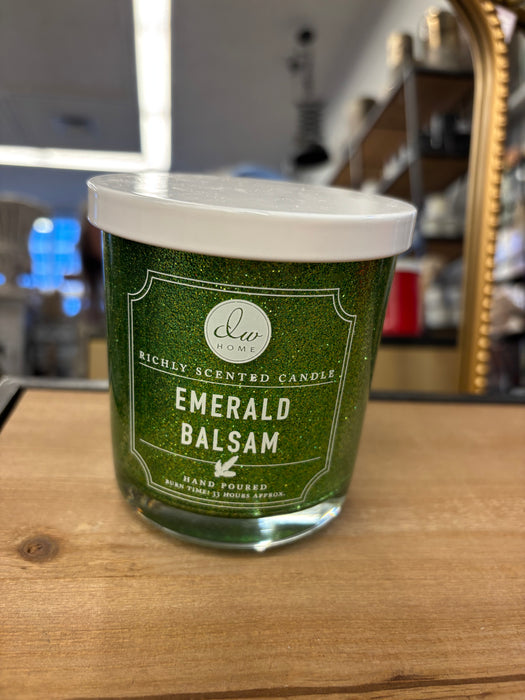 dw
HOME
RICHLY SCENTED CANDLE
EMERALD
BALSAM
HAND POURED
BURN TIME: 33 HOURS APPROX.